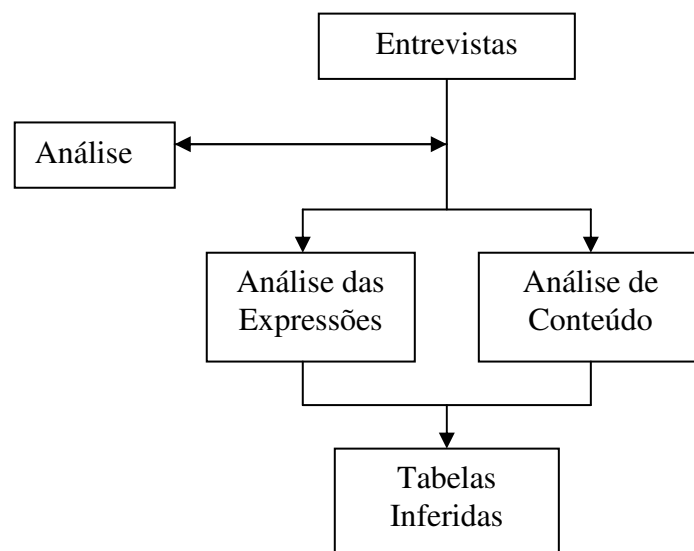 Entrevistas
Análise
Análise das
Expressões
Análise de
Conteúdo
Tabelas
Inferidas